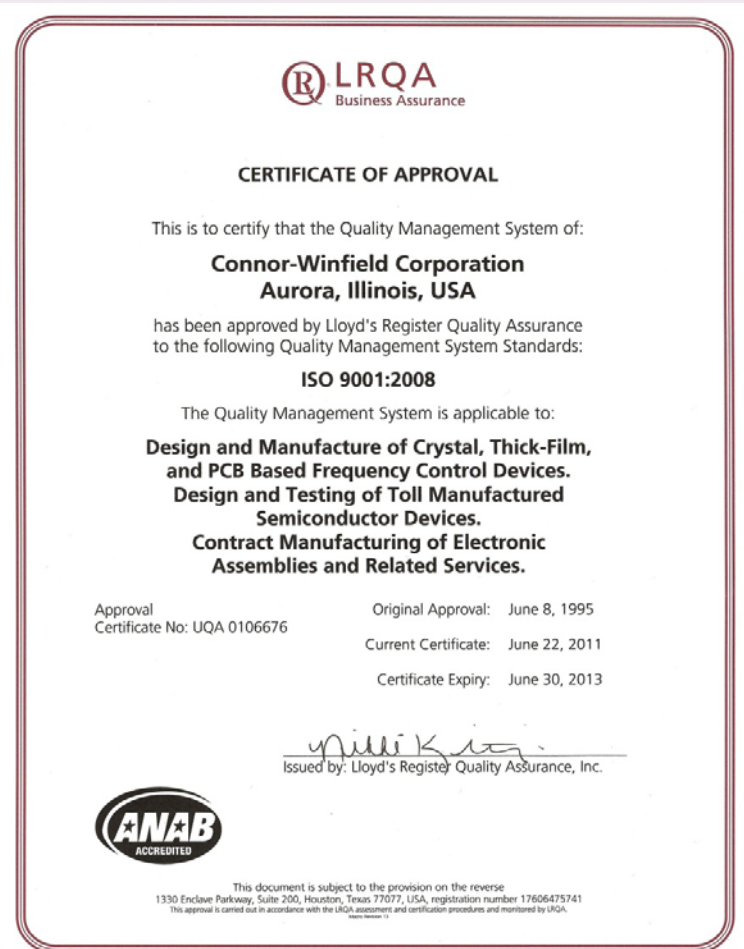 LRQA
Business Assurance
CERTIFICATE OF APPROVAL
This is to certify that the Quality Management System of:
Connor-Winfield Corporation
Aurora, Illinois, USA
has been approved by Lloyd's Register Quality Assurance
to the following Quality Management System Standards:
ISO 9001:2008
The Quality Management System is applicable to:
Design and Manufacture of Crystal, Thick-Film,
and PCB Based Frequency Control Devices.
Design and Testing of Toll Manufactured
Semiconductor Devices.
Contract Manufacturing of Electronic
Assemblies and Related Services.
Approval
Certificate No: UQA 0106676
Original Approval: June 8, 1995
Current Certificate: June 22, 2011
Certificate Expiry: June 30, 2013
Issued by: Lloyd's Register Quality Assurance, Inc.
ANAB
ACCREDITED
This document is subject to the provision on the reverse
1330 Enclave Parkway, Suite 200, Houston, Texas 77077, USA, registration number 17606475741
This approval is carried out in accordance with the LRQA assessment and certification procedures and monitored by LRQA.